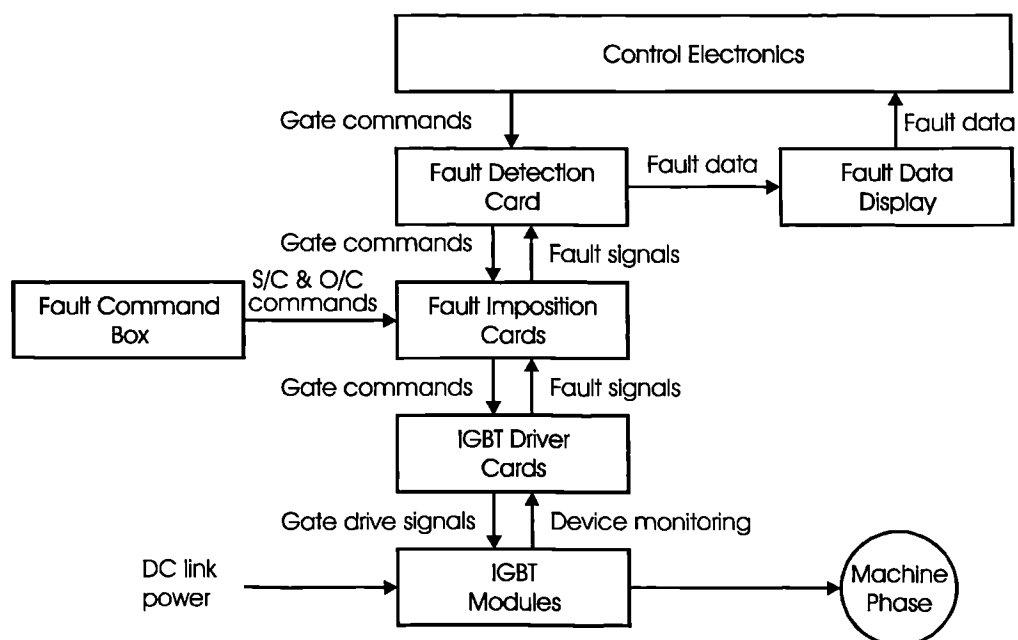 Control Electronics
Gate commands
Fault data
Fault Detection
Card
Fault data
Fault Data
Display
Gate commands
Fault signals
Fault Command
Box
S/C & O/C
commands
Fault Imposition
Cards
Gate commands
Fault signals
IGBT Driver
Cards
Gate drive signals
Device monitoring
DC link
power
IGBT
Modules
Machine
Phase